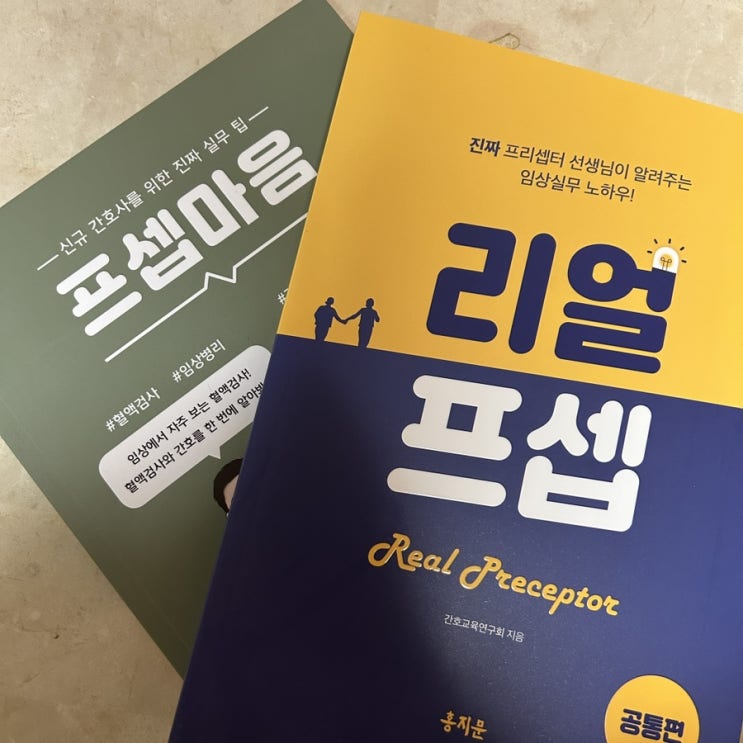 신규 간호사를 위한 진짜 실무 팁
프셉마음
#혈액검사 #임상병리
임상에서 자주 보는 혈액검사!
혈액검사와 간호를 한 번에 알아봐
진짜 프리셉터 선생님이 알려주는
임상실무 노하우!
리얼
프셉
Real Preceptor
간호교육연구회 지음
홍지문
공통편